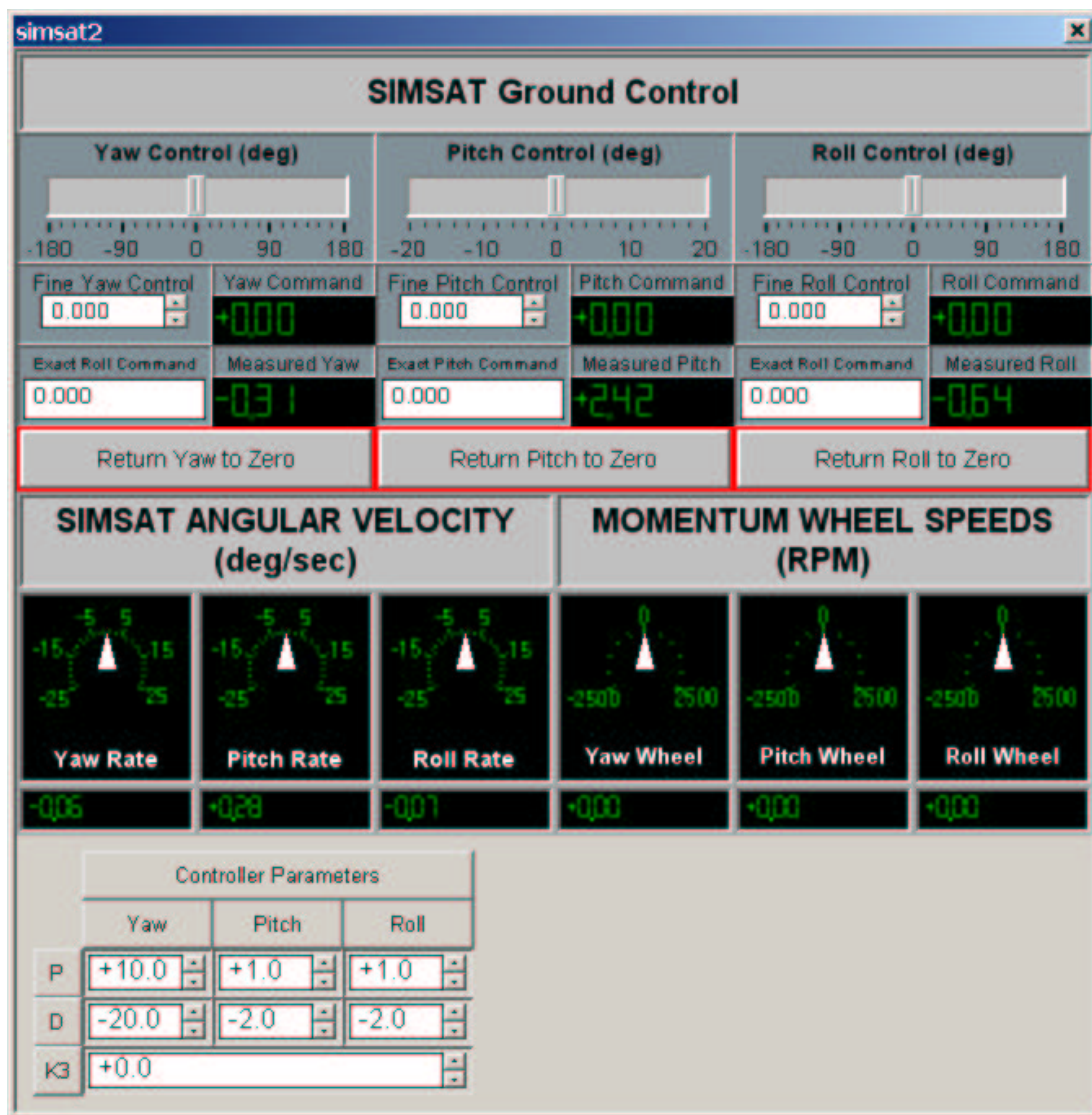 simsat2
SIMSAT Ground Control
Yaw Control (deg) Pitch Control (deg) Roll Control (deg)
-180 -90 0 90 180 -20 -10 0 10 20 -180 -90 0 90 180
Fine Yaw Control Yaw Command Fine Pitch Control Pitch Command Fine Roll Control Roll Command
0.000 +0.00 0.000 +0.00 0.000 +0.00
Exact Roll Command Measured Yaw Exact Pitch Command Measured Pitch Exact Roll Command Measured Roll
0.000 -0.31 0.000 +2.42 0.000 -0.64
Return Yaw to Zero Return Pitch to Zero Return Roll to Zero
SIMSAT ANGULAR VELOCITY MOMENTUM WHEEL SPEEDS
(deg/sec) (RPM)
-5 5 -5 5 -5 5 0 0 0
-15 15 -15 15 -15 15
-25 25 -25 25 -25 25 -2500 2500 -2500 2500 -2500 2500
Yaw Rate Pitch Rate Roll Rate Yaw Wheel Pitch Wheel Roll Wheel
-0.06 +0.28 -0.07 +0.00 +0.00 +0.00
Controller Parameters
Yaw Pitch Roll
P +10.0 +1.0 +1.0
D -20.0 -2.0 -2.0
K3 +0.0